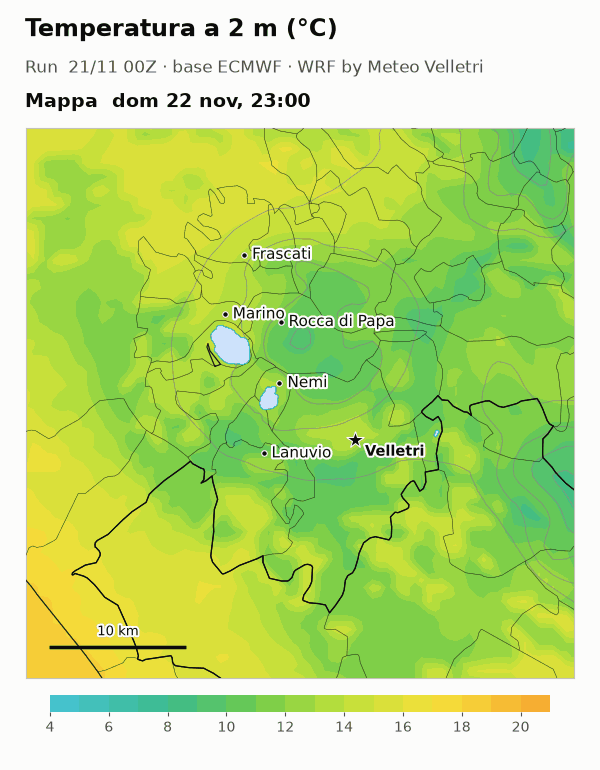 Temperatura a 2 m (°C)
Run  21/11 00Z · base ECMWF · WRF by Meteo Velletri
Mappa  dom 22 nov, 23:00
Frascati
Marino
Rocca di Papa
Nemi
Velletri
Lanuvio
10 km
4 6 8 10 12 14 16 18 20